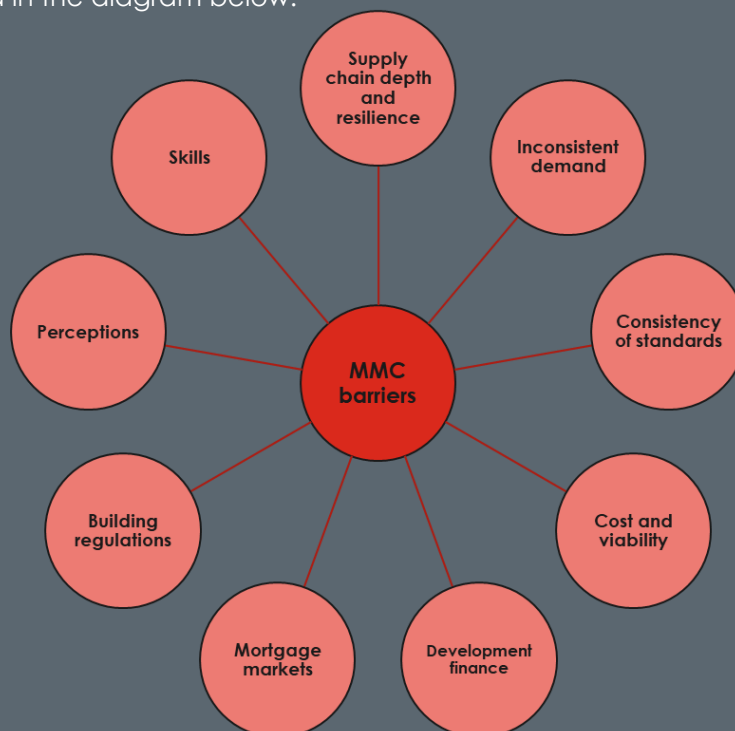 in the diagram below.
Supply
chain depth
and
resilience
Inconsistent
demand
Consistency
of standards
Cost and
viability
Development
finance
Mortgage
markets
Building
regulations
Perceptions
Skills
MMC
barriers